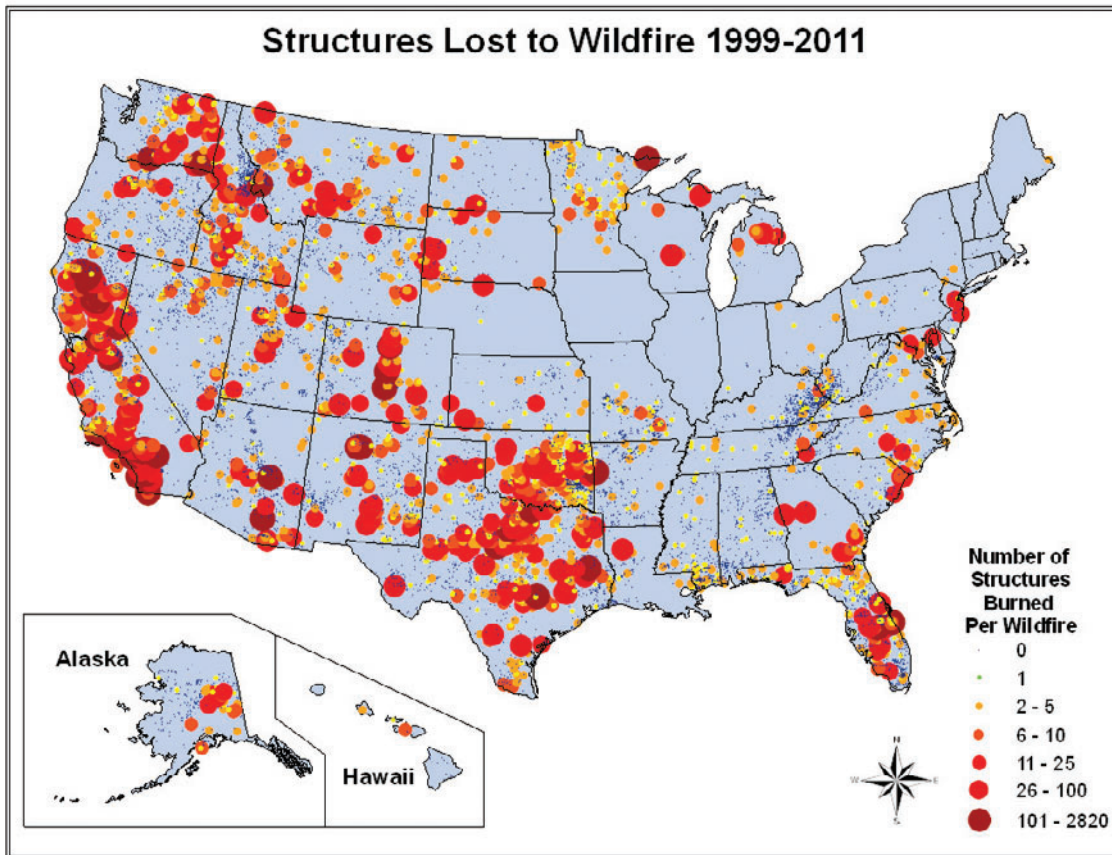 Structures Lost to Wildfire 1999-2011
Number of
Structures
Burned
Per Wildfire
0
1
2 - 5
6 - 10
11 - 25
26 - 100
101 - 2820
Alaska
Hawaii
N
W
E
S